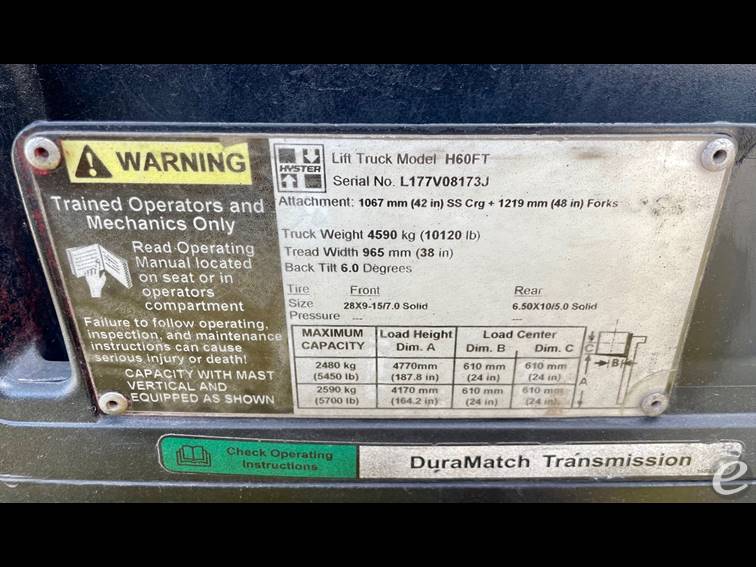 WARNING
Trained Operators and
Mechanics Only
Read Operating
Manual located
on seat or in
operators
compartment
Failure to follow operating,
inspection, and maintenance
instructions can cause
serious injury or death!
CAPACITY WITH MAST
VERTICAL AND
EQUIPPED AS SHOWN
HYSTER
Lift Truck Model H60FT
Serial No. L177V08173J
Attachment: 1067 mm (42 in) SS Crg + 1219 mm (48 in) Forks
Truck Weight 4590 kg (10120 lb)
Tread Width 965 mm (38 in)
Back Tilt 6.0 Degrees
Tire Front Rear
Size 28X9-15/7.0 Solid 6.50X10/5.0 Solid
Pressure --- ---
MAXIMUM Load Height Load Center
CAPACITY Dim. A Dim. B Dim. C
2480 kg 4770mm 610 mm 610 mm
(5450 lb) (187.8 in) (24 in) (24 in)
2590 kg 4170 mm 610 mm 610 mm
(5700 lb) (164.2 in) (24 in) (24 in)
C
B
A
Check Operating
Instructions
DuraMatch Transmission
e